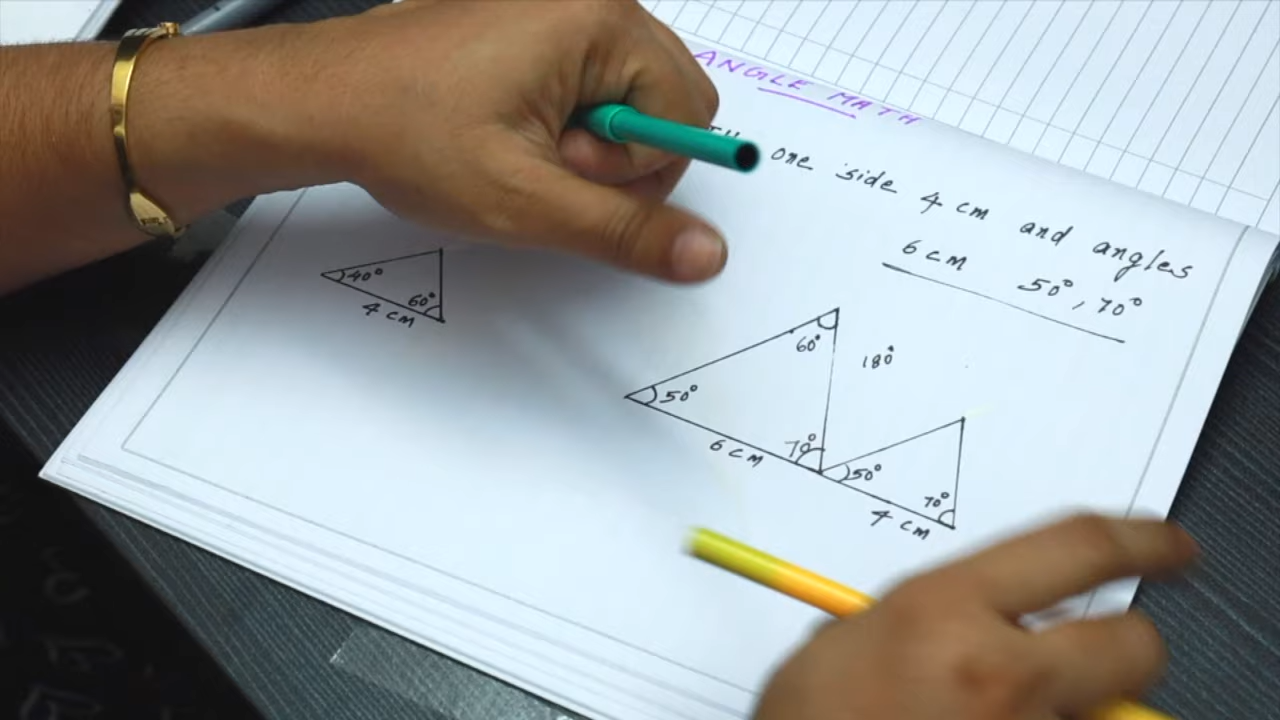 ANGLE MATH
one side 4 cm and angles
6 cm 50°, 70°
40°
60°
4 cm
60°
180°
50°
70°
6 cm
50°
70°
4 cm